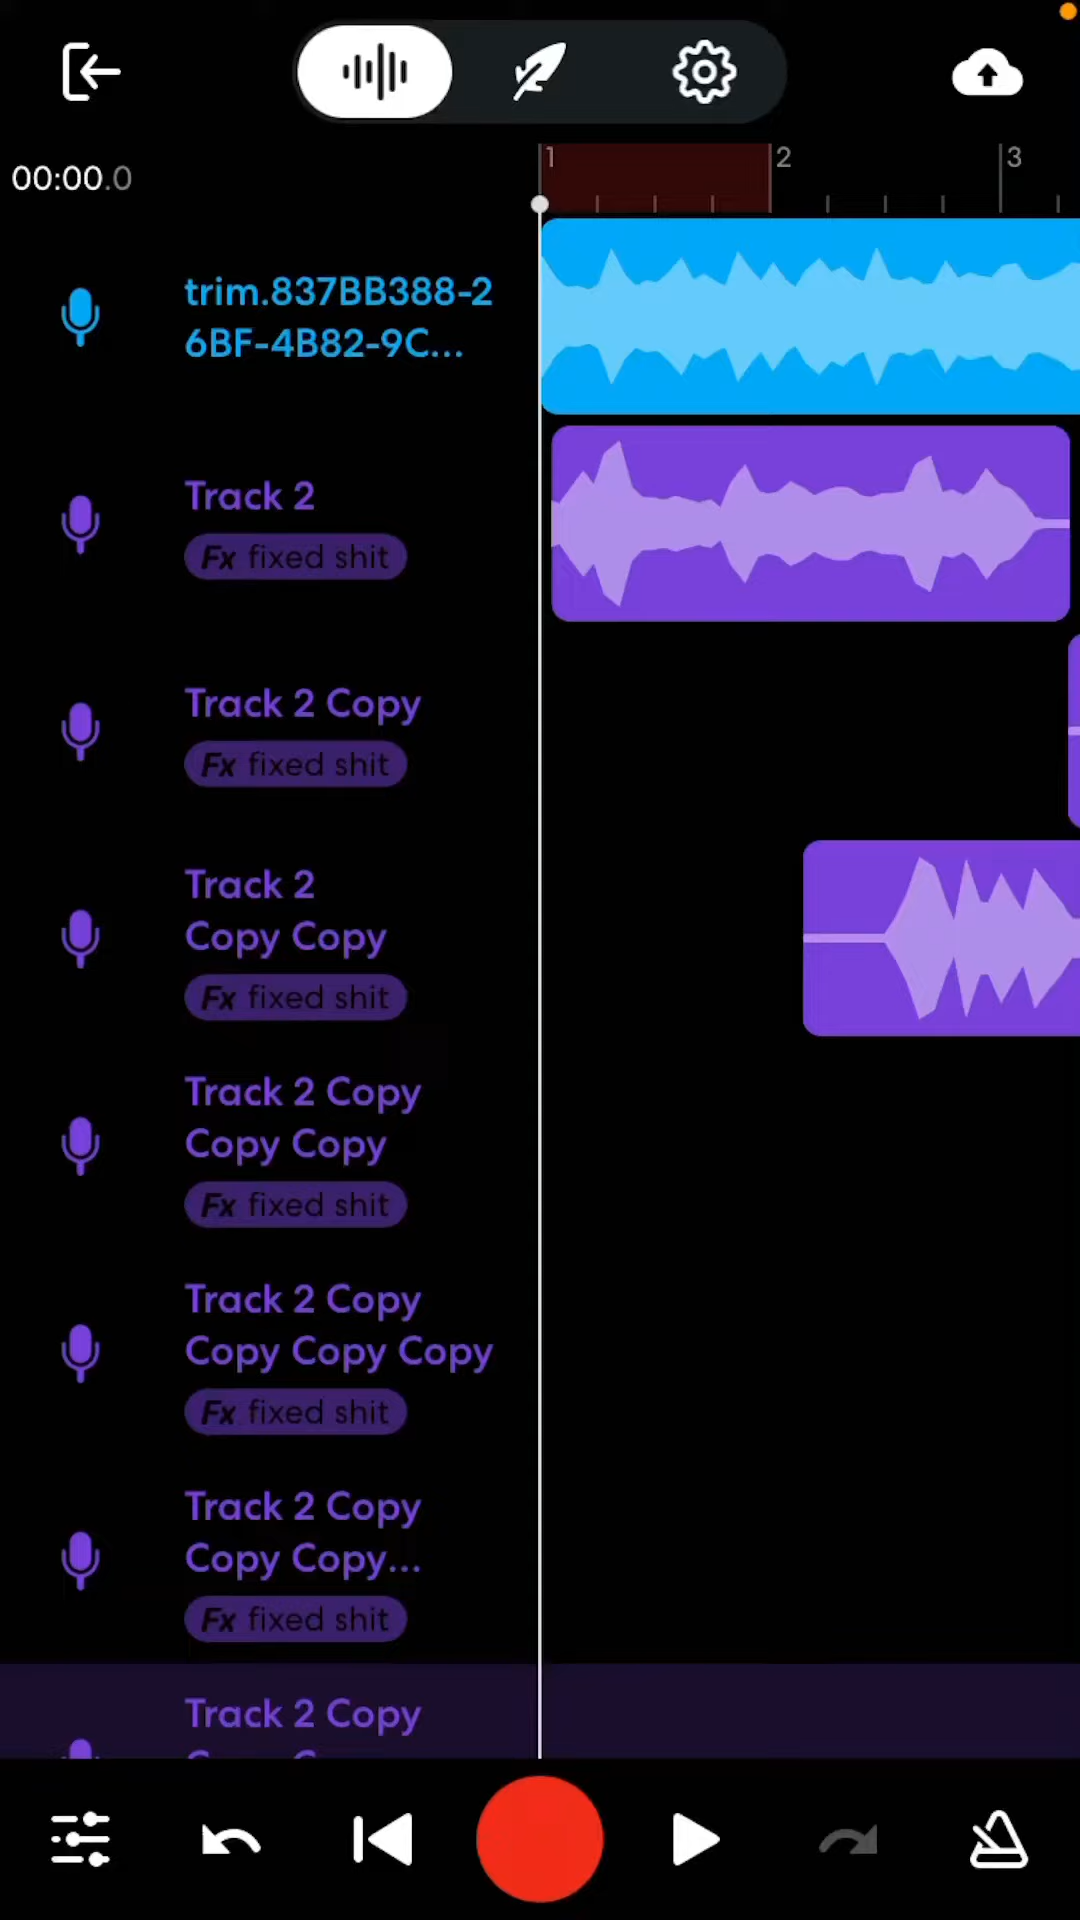 1
2
3
00:00.0
trim.837BB388-2
6BF-4B82-9C...
Track 2
Fx fixed shit
Track 2 Copy
Fx fixed shit
Track 2
Copy Copy
Fx fixed shit
Track 2 Copy
Copy Copy
Fx fixed shit
Track 2 Copy
Copy Copy Copy
Fx fixed shit
Track 2 Copy
Copy Copy...
Fx fixed shit
Track 2 Copy